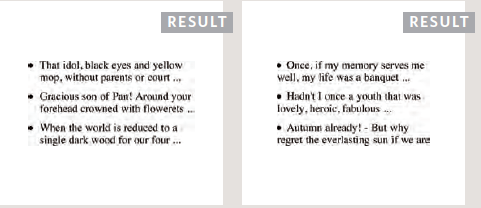 RESULT
• That idol, black eyes and yellow
mop, without parents or court ...
• Gracious son of Pan! Around your
forehead crowned with flowerets ...
• When the world is reduced to a
single dark wood for our four ...
RESULT
• Once, if my memory serves me
well, my life was a banquet ...
• Hadn't I once a youth that was
lovely, heroic, fabulous ...
• Autumn already! - But why
regret the everlasting sun if we are